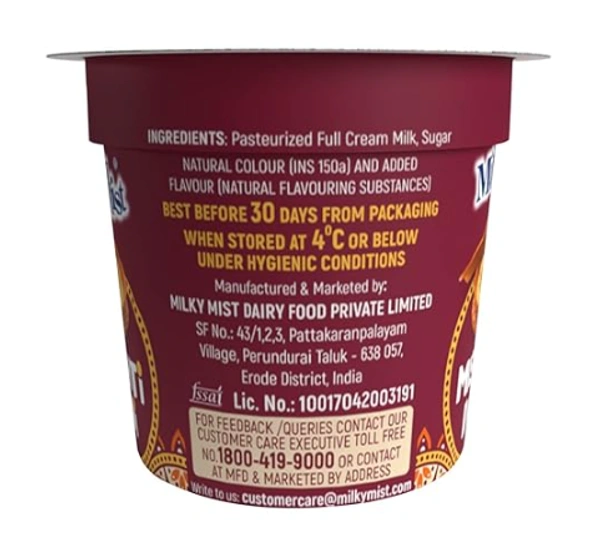 INGREDIENTS: Pasteurized Full Cream Milk, Sugar
NATURAL COLOUR (INS 150a) AND ADDED
FLAVOUR (NATURAL FLAVOURING SUBSTANCES)
BEST BEFORE 30 DAYS FROM PACKAGING
WHEN STORED AT 4⁰C OR BELOW
UNDER HYGIENIC CONDITIONS
Manufactured & Marketed by:
MILKY MIST DAIRY FOOD PRIVATE LIMITED
SF No.: 43/1,2,3, Pattakaranpalayam
Village, Perundurai Taluk - 638 057,
Erode District, India
fssai Lic. No.: 10017042003191
FOR FEEDBACK /QUERIES CONTACT OUR
CUSTOMER CARE EXECUTIVE TOLL FREE
NO.1800-419-9000 OR CONTACT
AT MFD & MARKETED BY ADDRESS
Write to us: customercare@milkymist.com